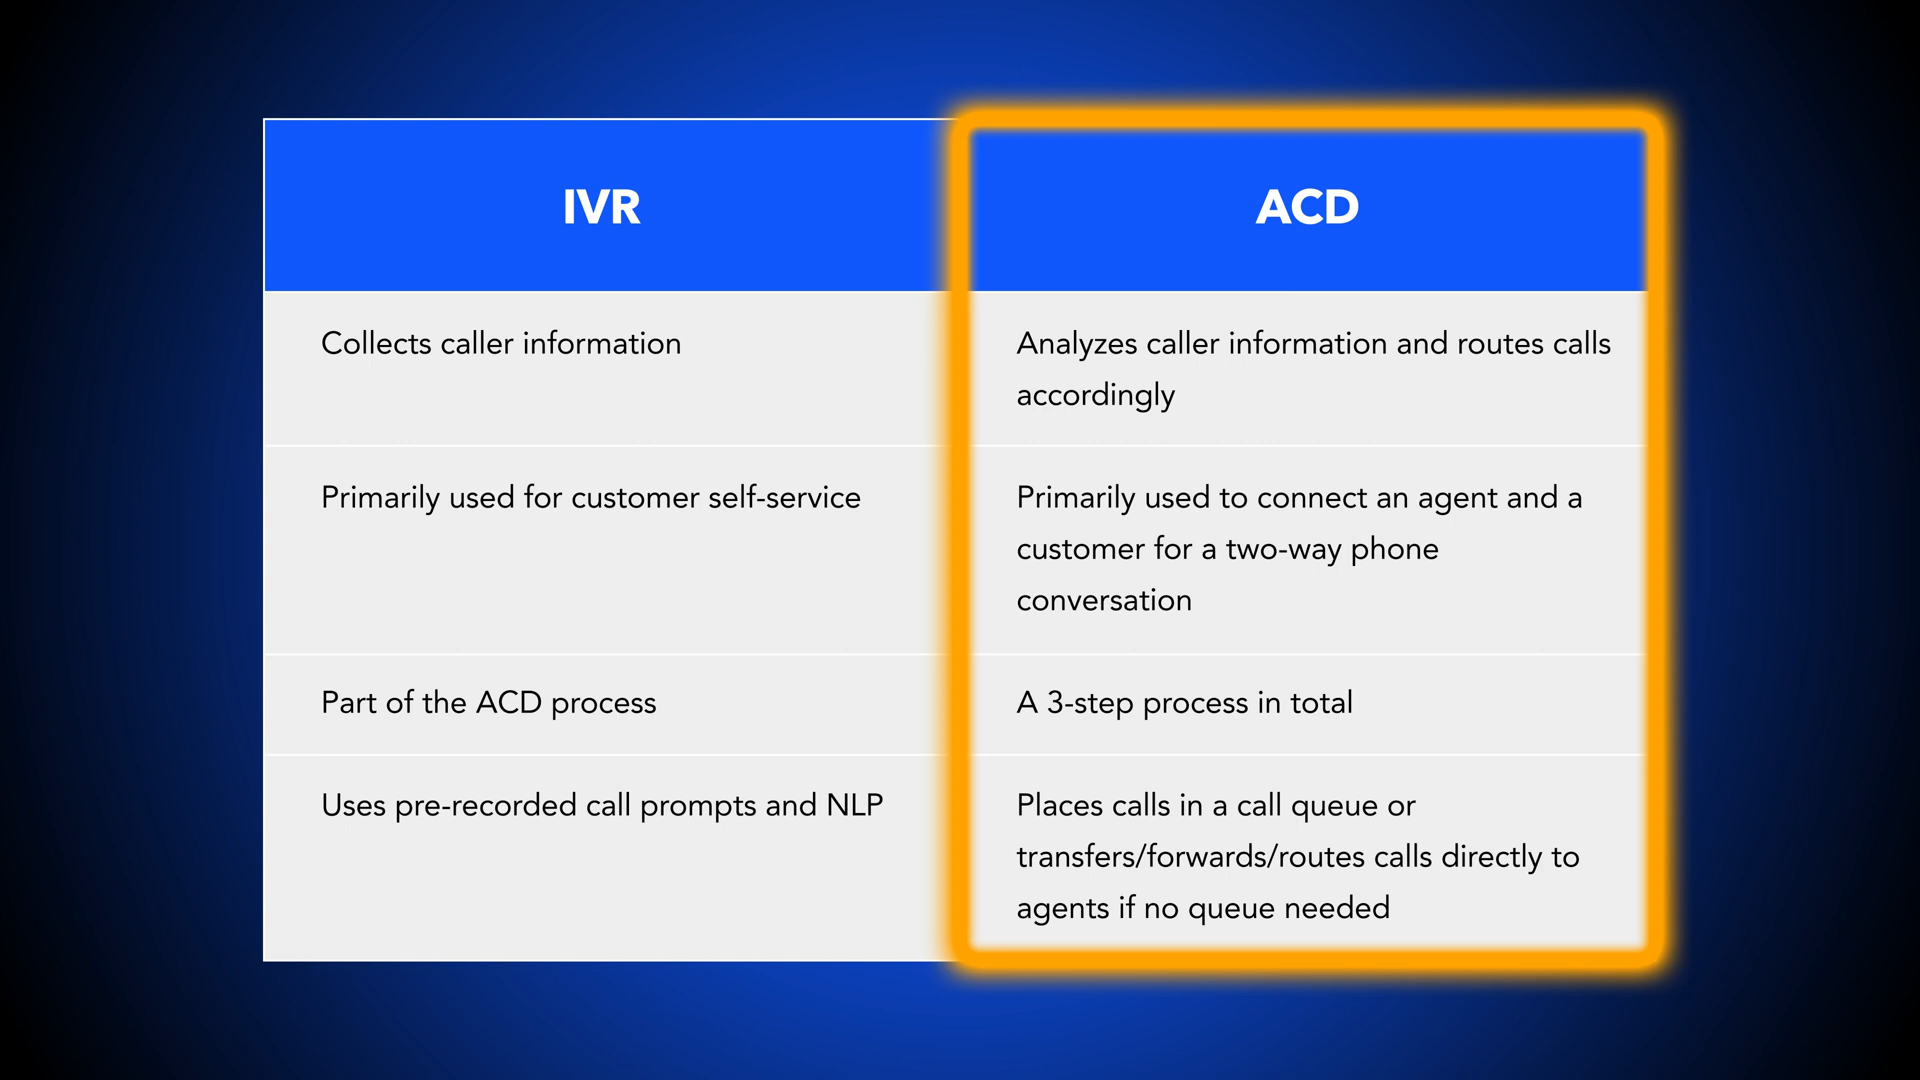 IVR
ACD
Collects caller information
Analyzes caller information and routes calls
accordingly
Primarily used for customer self-service
Primarily used to connect an agent and a
customer for a two-way phone
conversation
Part of the ACD process
A 3-step process in total
Uses pre-recorded call prompts and NLP
Places calls in a call queue or
transfers/forwards/routes calls directly to
agents if no queue needed